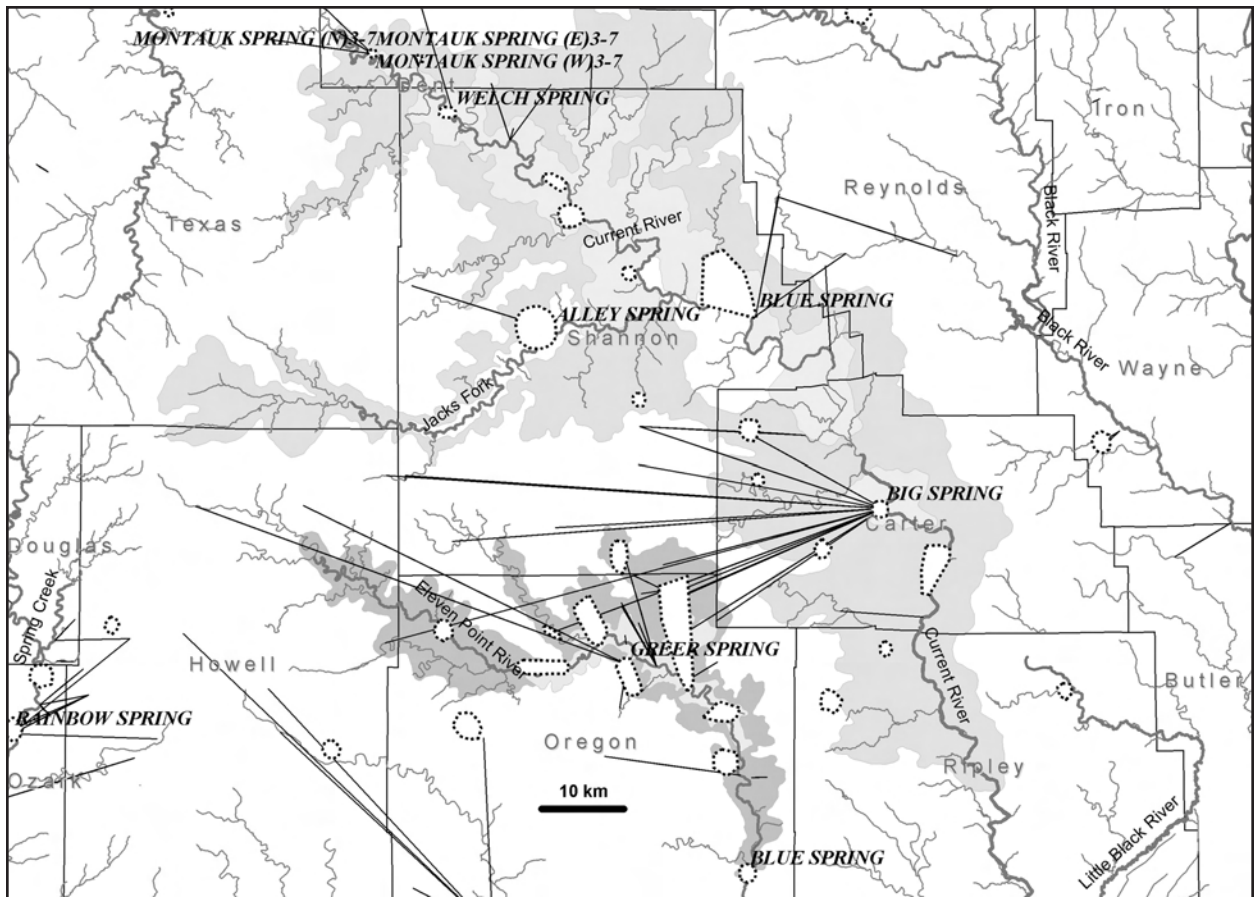 MONTAUK SPRING (N)3-7MONTAUK SPRING (E)3-7
MONTAUK SPRING (W)3-7
Dent
WELCH SPRING
Iron
Reynolds
Black River
Texas
Current River
BLUE SPRING
ALLEY SPRING
Shannon
Black River
Wayne
Jacks Fork
BIG SPRING
Carter
Douglas
Spring Creek
Eleven Point River
GREER SPRING
Howell
Current River
Butler
RAINBOW SPRING
Oregon
Ozark
Ripley
10 km
Little Black River
BLUE SPRING